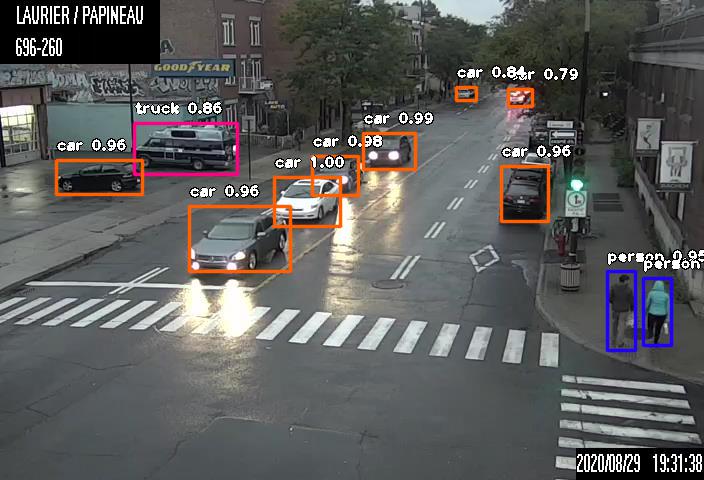 LAURIER / PAPINEAU
696-260
car 0.84
car 0.79
GOODYEAR
truck 0.86
car 0.99
car 0.96
car 0.98
car 1.00
car 0.96
car 0.96
person 0.95
person
2020/08/29 19:31:38